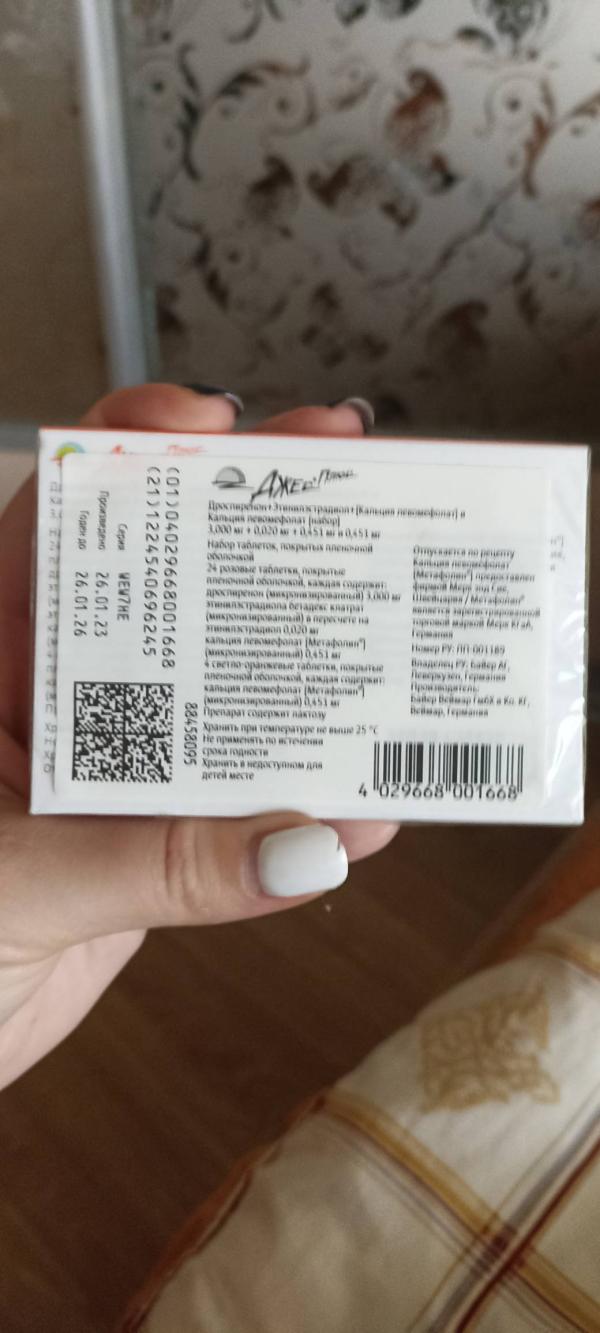 Джес® Плюс
Дроспиренон+Этинилэстрадиол+[Кальция левомефолат] и
Кальция левомефолат [набор]
3,000 мг + 0,020 мг + 0,451 мг и 0,451 мг
Набор таблеток, покрытых пленочной
оболочкой
24 розовые таблетки, покрытые
пленочной оболочкой, каждая содержит:
дроспиренон (микронизированный) 3,000 мг
этинилэстрадиола бетадекс клатрат
(микронизированный) в пересчете на
этинилэстрадиол 0,020 мг
кальция левомефолат [Метафолин®]
(микронизированный) 0,451 мг
4 светло-оранжевые таблетки, покрытые
пленочной оболочкой, каждая содержит:
кальция левомефолат [Метафолин®]
(микронизированный) 0,451 мг
Препарат содержит лактозу
Хранить при температуре не выше 25 °С
Не применять по истечении
срока годности
Хранить в недоступном для
детей месте
Отпускается по рецепту
Кальция левомефолат
[Метафолин®] предоставлен
фирмой Мерк
Швейцария / Метафолин®
является зарегистрированной
торговой маркой Мерк КГаА,
Германия
Номер РУ: ЛП-001189
Владелец РУ: Байер АГ,
Леверкузен, Германия
Производитель:
Байер Веймар ГмбХ и Ко. КГ,
Веймар, Германия
4 029668 001668
88458095
(01)04029668001668
(21)1224540696245
Серия WEW7HE
Произведено 26.01.23
Годен до 26.01.26